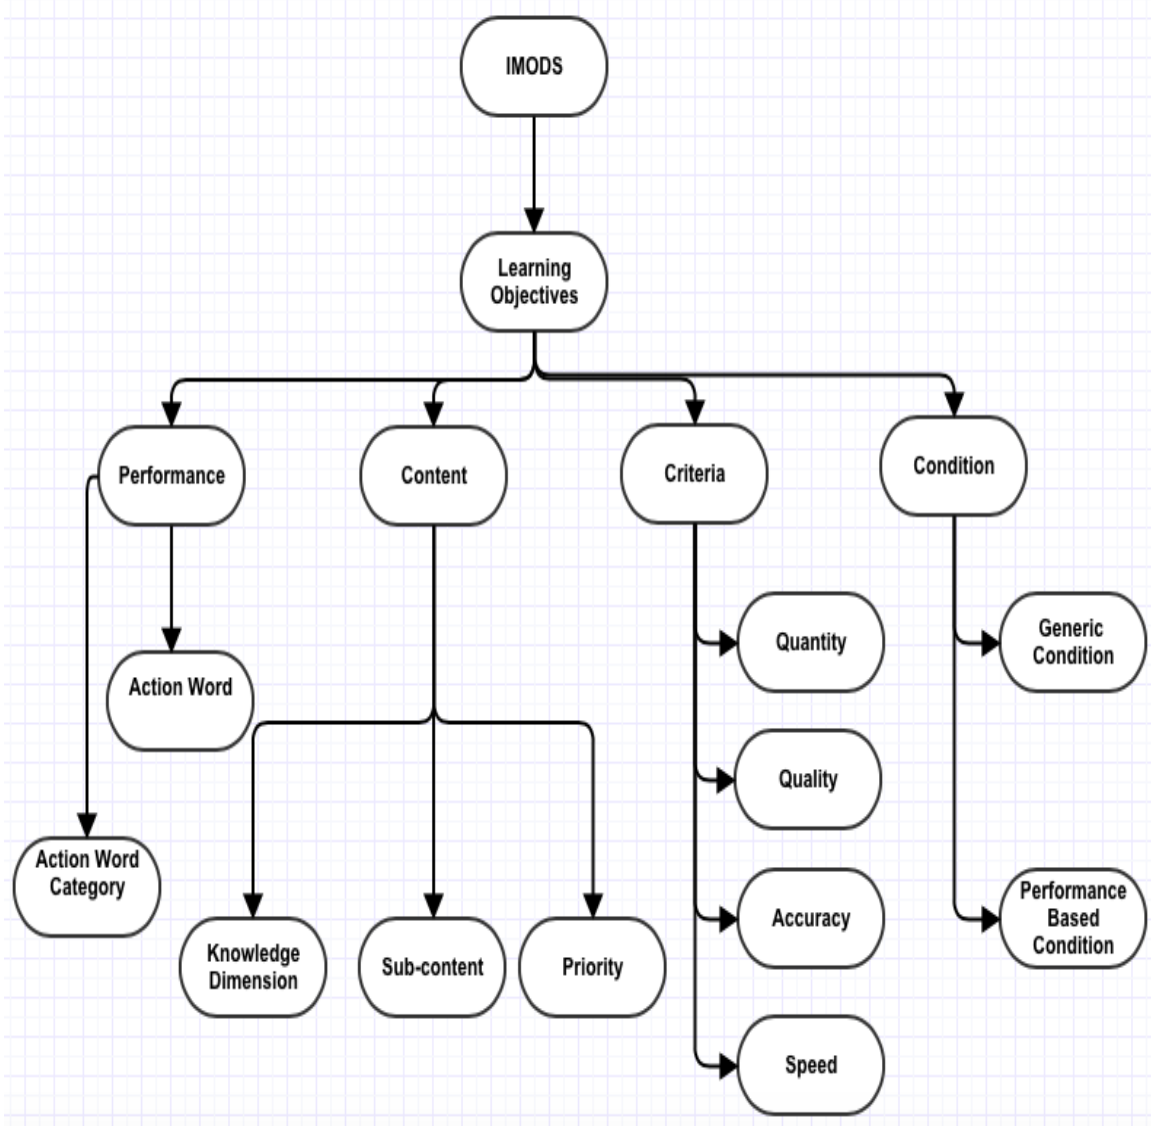 IMODS
Learning
Objectives
Performance
Content
Criteria
Condition
Action Word
Action Word
Category
Knowledge
Dimension
Sub-content
Priority
Quantity
Quality
Accuracy
Speed
Generic
Condition
Performance
Based
Condition